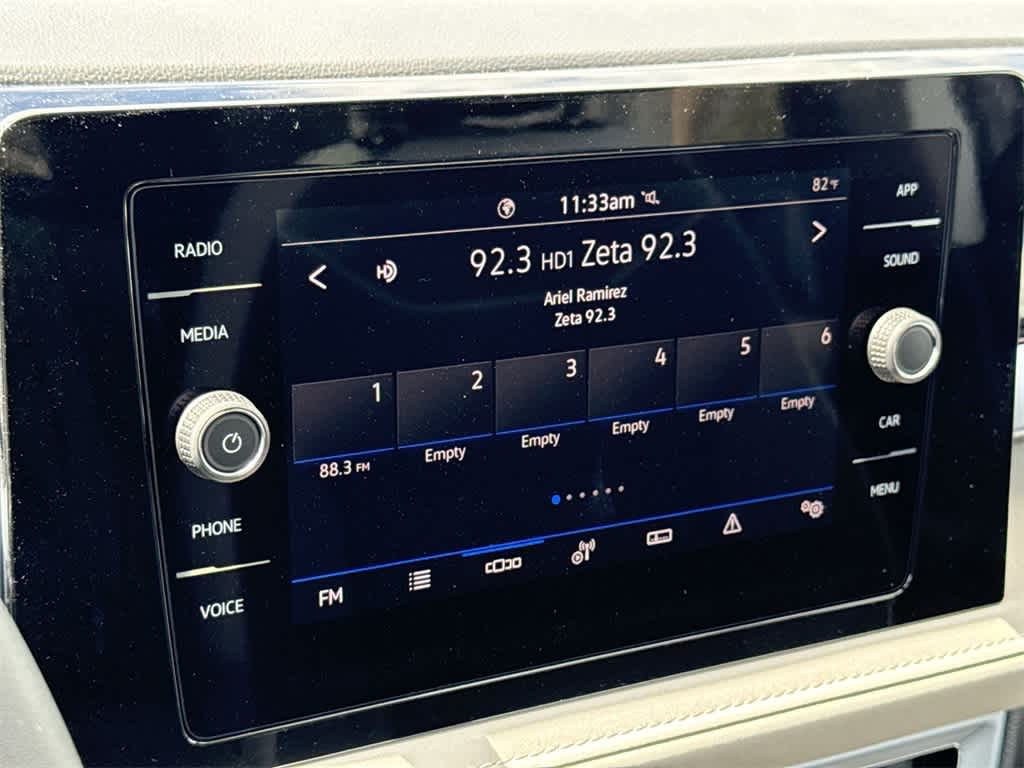 11:33am
82°F
APP
RADIO
92.3 HD1 Zeta 92.3
HD
SOUND
Ariel Ramirez
Zeta 92.3
MEDIA
1
2
3
4
5
6
88.3 FM
Empty
Empty
Empty
Empty
Empty
CAR
MENU
PHONE
FM
VOICE